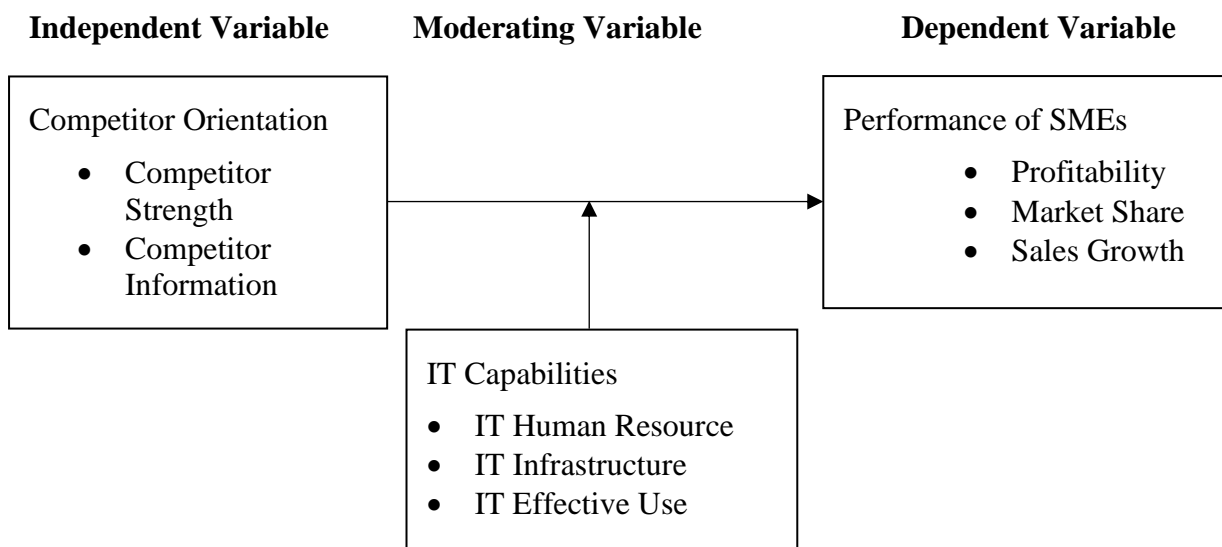 Independent Variable
Moderating Variable
Dependent Variable
Competitor Orientation
• Competitor
Strength
• Competitor
Information
Performance of SMEs
• Profitability
• Market Share
• Sales Growth
IT Capabilities
• IT Human Resource
• IT Infrastructure
• IT Effective Use